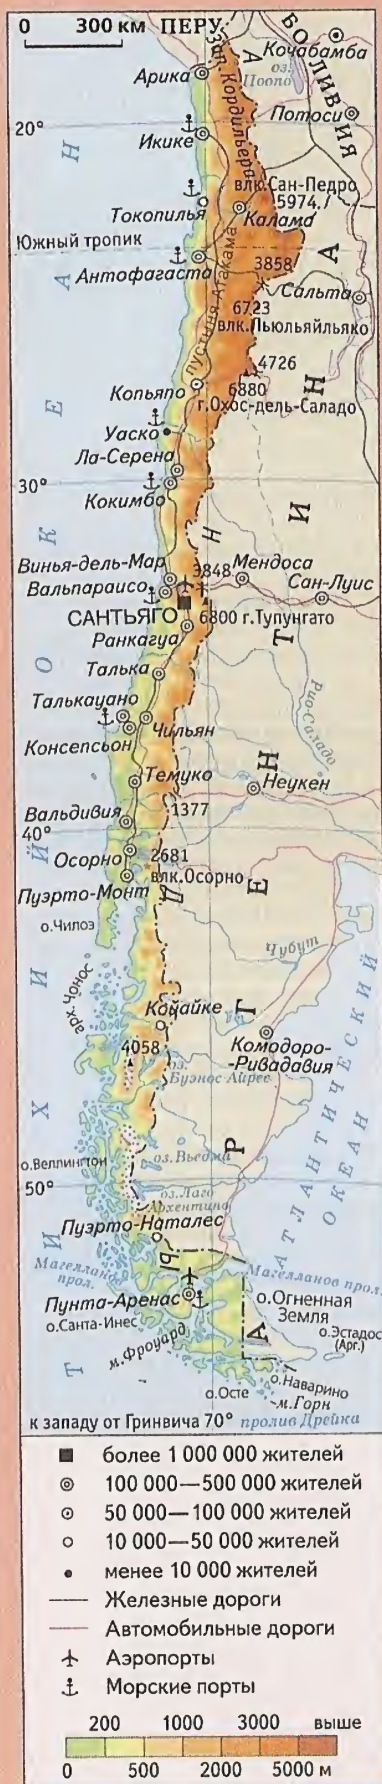 0 300 км ПЕРУ
БОЛИВИЯ
Кочабамба
оз.
Поопо
Арика
Зап. Кордильера
Потоси
20°
Икике
влк.Сан-Педро
5974
Токопилья
Калама
Южный тропик
3858
Антофагаста
пустыня Атакама
Сальта
6723
влк.Льюльяйльяко
4726
Копьяпо
6880
г.Охос-дель-Саладо
Уаско
Ла-Серена
30°
Кокимбо
Винья-дель-Мар
3848
Мендоса
Вальпараисо
Сан-Луис
САНТЬЯГО
6800 г.Тупунгато
Ранкагуа
Талька
Рио-Саладо
Талькауано
Чильян
Консепсьон
Темуко
Неукен
1377
Вальдивия
40°
Осорно
2681
влк.Осорно
Пуэрто-Монт
о.Чилоэ
Чубут
арх.Чонос
Койайке
4058
Комодоро-
-Ривадавия
оз.
Буэнос-Айрес
о.Веллингтон
оз.Вьедма
50°
оз.Лаго
Архентино
Пуэрто-Наталес
АТЛАНТИЧЕСКИЙ
ОКЕАН
Магелланов
прол.
Магелланов прол.
Пунта-Аренас
о.Огненная
Земля
о.Санта-Инес
о.Эстадос
(Арг.)
м.Фроуард
о.Наварино
о.Осте
м.Горн
к западу от Гринвича 70° пролив Дрейка
ТИХИЙ ОКЕАН
АНДЫ
АРГЕНТИНА
более 1 000 000 жителей
100 000—500 000 жителей
50 000—100 000 жителей
10 000—50 000 жителей
менее 10 000 жителей
Железные дороги
Автомобильные дороги
Аэропорты
Морские порты
200 1000 3000 выше
0 500 2000 5000 м